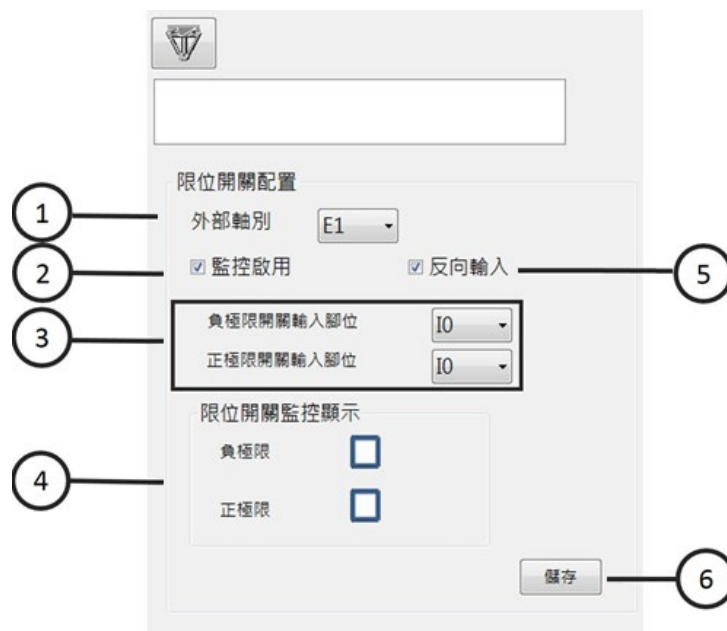 限位開關配置
1 外部軸別 E1
2 監控啟用 反向輸入 5
3 負極限開關輸入腳位 I0
正極限開關輸入腳位 I0
限位開關監控顯示
負極限
4
正極限
儲存 6